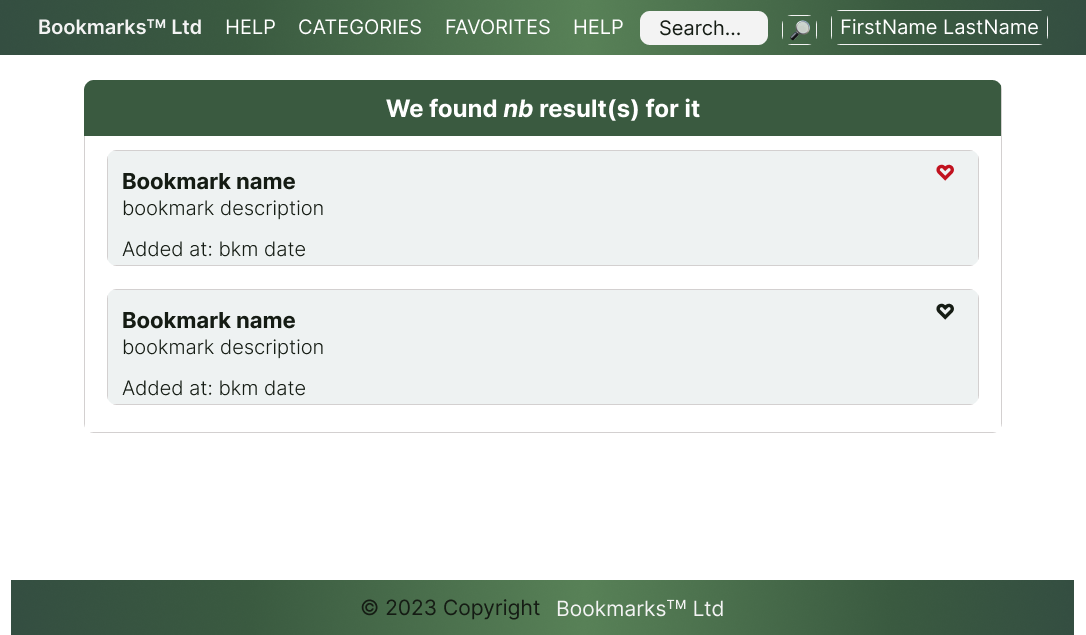 Bookmarks™ Ltd HELP CATEGORIES FAVORITES HELP Search... FirstName LastName
We found nb result(s) for it
Bookmark name
bookmark description
Added at: bkm date
Bookmark name
bookmark description
Added at: bkm date
© 2023 Copyright Bookmarks™ Ltd